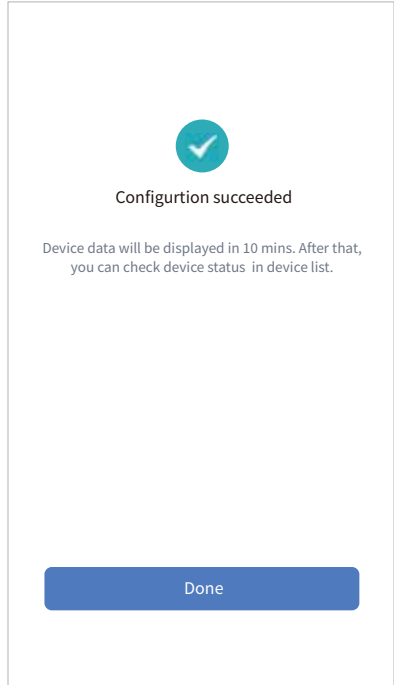 Configurtion succeeded
Device data will be displayed in 10 mins. After that,
you can check device status in device list.
Done